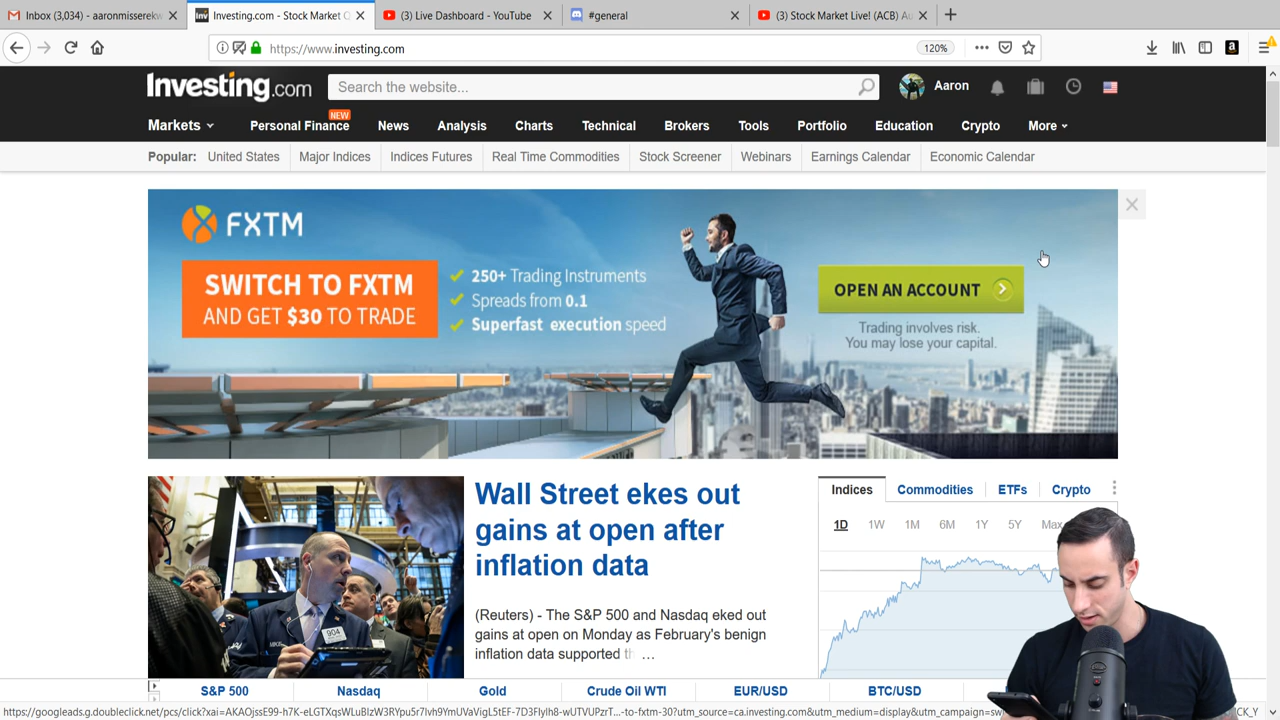 Inbox (3,034) - aaronmisserekw
Investing.com - Stock Market Q
(3) Live Dashboard - YouTube
#general
(3) Stock Market Live! (ACB) Au
https://www.investing.com
120%
Investing.com
Search the website...
Aaron
Markets
Personal Finance
NEW
News
Analysis
Charts
Technical
Brokers
Tools
Portfolio
Education
Crypto
More
Popular:
United States
Major Indices
Indices Futures
Real Time Commodities
Stock Screener
Webinars
Earnings Calendar
Economic Calendar
FXTM
SWITCH TO FXTM
AND GET $30 TO TRADE
250+ Trading Instruments
Spreads from 0.1
Superfast execution speed
OPEN AN ACCOUNT
Trading involves risk.
You may lose your capital.
904
Wall Street ekes out
gains at open after
inflation data
(Reuters) - The S&P 500 and Nasdaq eked out
gains at open on Monday as February's benign
inflation data supported th ...
Indices
Commodities
ETFs
Crypto
1D
1W
1M
6M
1Y
5Y
Max
S&P 500
Nasdaq
Gold
Crude Oil WTI
EUR/USD
BTC/USD